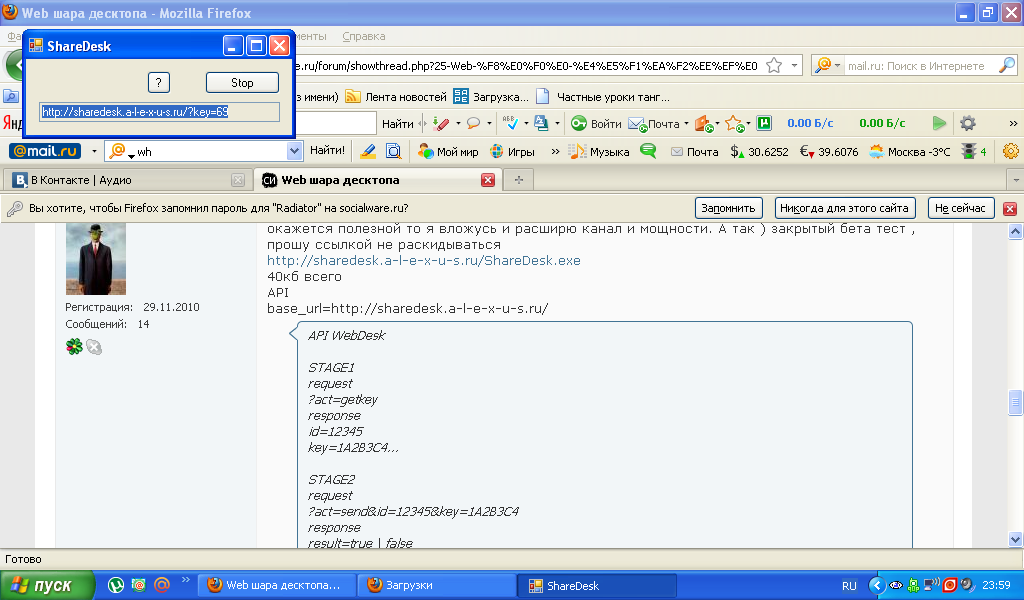 Web шара десктопа - Mozilla Firefox
Справка
ShareDesk
?
Stop
http://sharedesk.a-l-e-x-u-s.ru/?key=69
e.ru/forum/showthread.php?25-Web-%F8%E0%F0%E0-%E4%E5%F1%EA%F2%EE%EF%E0
mail.ru: Поиск в Интернете
з имени)
Лента новостей
Загрузка...
Частные уроки танг...
Найти
Войти
Почта
0.00 Б/с
0.00 Б/с
»
@mail.ru
wh
Найти!
Мой мир
Игры
»
Музыка
Почта
30.6252
39.6076
Москва -3°C
4
В Контакте | Аудио
Web шара десктопа
Вы хотите, чтобы Firefox запомнил пароль для "Radiator" на socialware.ru?
Запомнить
Никогда для этого сайта
Не сейчас
окажется полезной то я вложусь и расширю канал и мощности. А так ) закрытый бета тест ,
прошу ссылкой не раскидываться
http://sharedesk.a-l-e-x-u-s.ru/ShareDesk.exe
40кб всего
API
base_url=http://sharedesk.a-l-e-x-u-s.ru/
Регистрация: 29.11.2010
Сообщений: 14
API WebDesk
STAGE1
request
?act=getkey
response
id=12345
key=1A2B3C4...
STAGE2
request
?act=send&id=12345&key=1A2B3C4
response
result=true | false
Готово
пуск
»
Web шара десктопа...
Загрузки
ShareDesk
RU
23:59